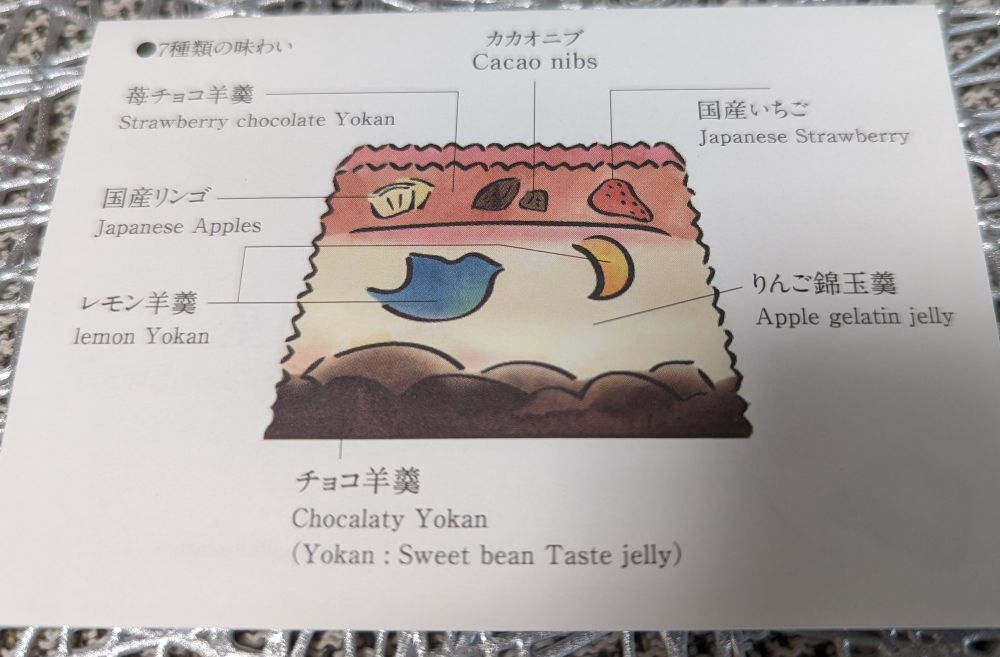 ●7種類の味わい
カカオニブ
Cacao nibs
苺チョコ羊羹
Strawberry chocolate Yokan
国産いちご
Japanese Strawberry
国産リンゴ
Japanese Apples
レモン羊羹
lemon Yokan
りんご錦玉羹
Apple gelatin jelly
チョコ羊羹
Chocalaty Yokan
(Yokan : Sweet bean Taste jelly)